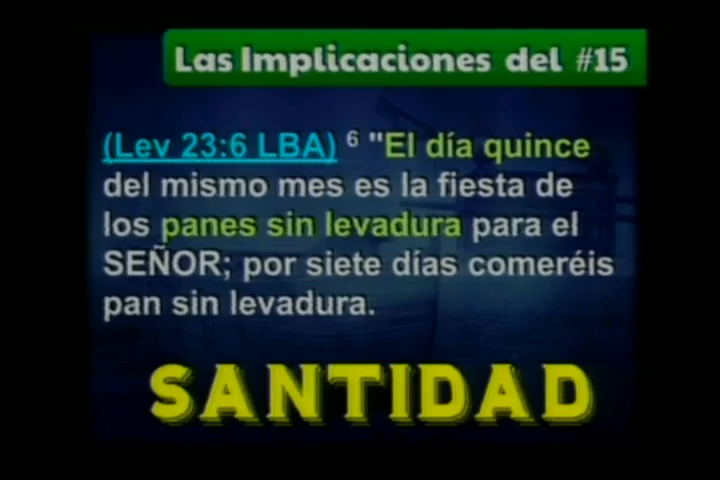 Las Implicaciones del #15
(Lev 23:6 LBA) 6 "El día quince
del mismo mes es la fiesta de
los panes sin levadura para el
SEÑOR; por siete días comeréis
pan sin levadura.
SANTIDAD